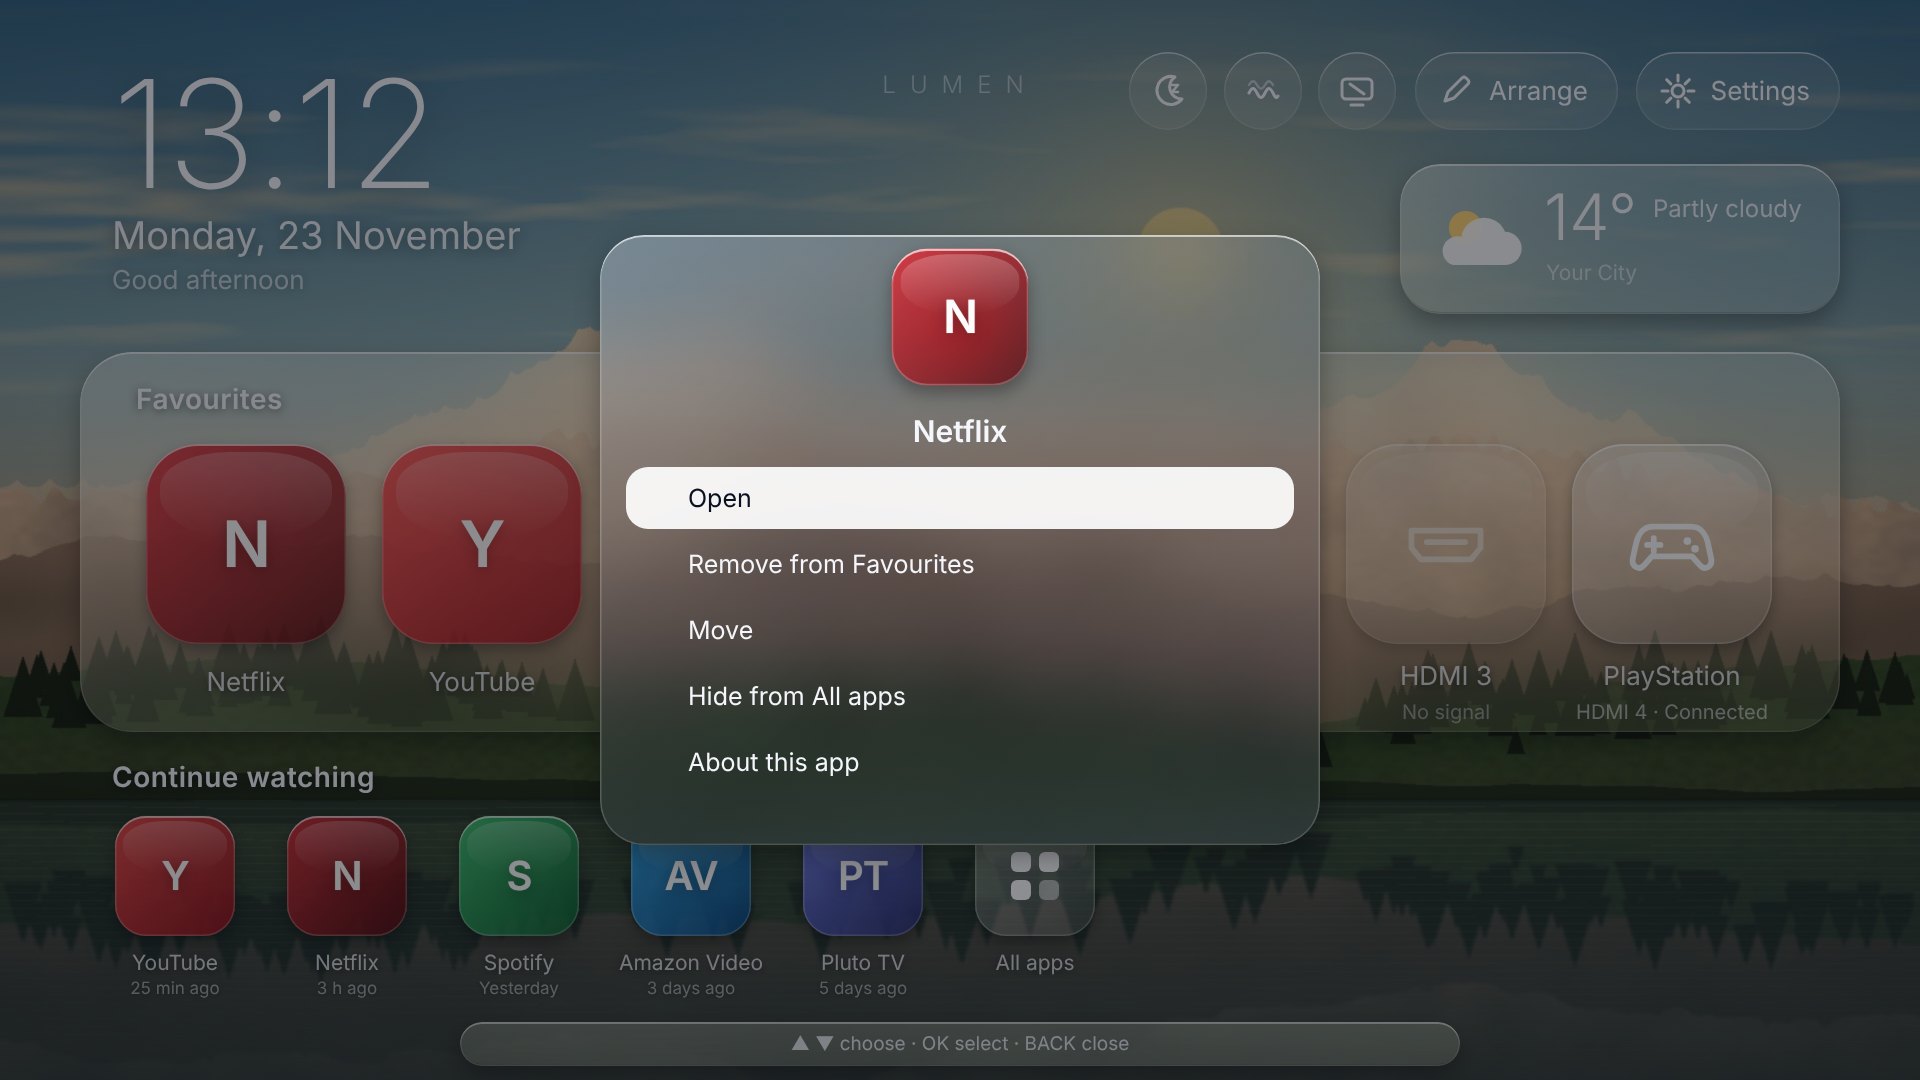 13:12
Monday, 23 November
Good afternoon
LUMEN
Arrange
Settings
14° Partly cloudy
Your City
Favourites
N
Netflix
Y
YouTube
N
Netflix
Open
Remove from Favourites
Move
Hide from All apps
About this app
HDMI 3
No signal
PlayStation
HDMI 4 · Connected
Continue watching
Y
YouTube
25 min ago
N
Netflix
3 h ago
S
Spotify
Yesterday
AV
Amazon Video
3 days ago
PT
Pluto TV
5 days ago
All apps
▲ ▼ choose · OK select · BACK close